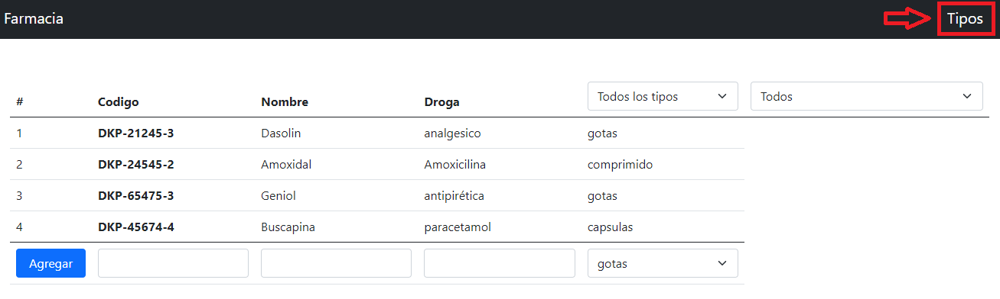 Farmacia Tipos
# Codigo Nombre Droga Todos los tipos Todos
1 DKP-21245-3 Dasolin analgesico gotas
2 DKP-24545-2 Amoxidal Amoxicilina comprimido
3 DKP-65475-3 Geniol antipirética gotas
4 DKP-45674-4 Buscapina paracetamol capsulas
Agregar gotas